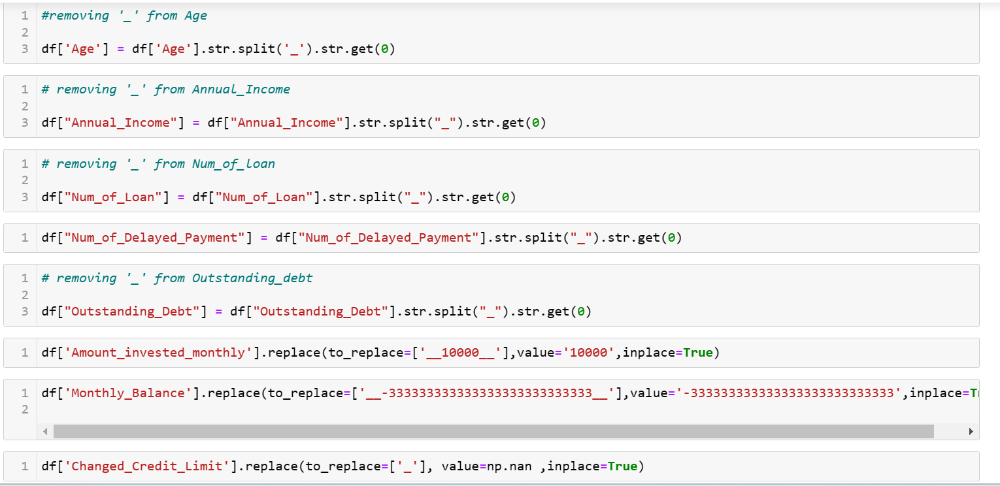 1 #removing '_' from Age
2
3 df['Age'] = df['Age'].str.split('_').str.get(0)
1 # removing '_' from Annual_Income
2
3 df["Annual_Income"] = df["Annual_Income"].str.split("_").str.get(0)
1 # removing '_' from Num_of_loan
2
3 df["Num_of_Loan"] = df["Num_of_Loan"].str.split("_").str.get(0)
1 df["Num_of_Delayed_Payment"] = df["Num_of_Delayed_Payment"].str.split("_").str.get(0)
1 # removing '_' from Outstanding_debt
2
3 df["Outstanding_Debt"] = df["Outstanding_Debt"].str.split("_").str.get(0)
1 df['Amount_invested_monthly'].replace(to_replace=['__10000__'],value='10000',inplace=True)
1 df['Monthly_Balance'].replace(to_replace=['__-333333333333333333333333333__'],value='-333333333333333333333333333',inplace=T
2
1 df['Changed_Credit_Limit'].replace(to_replace=['_'], value=np.nan ,inplace=True)